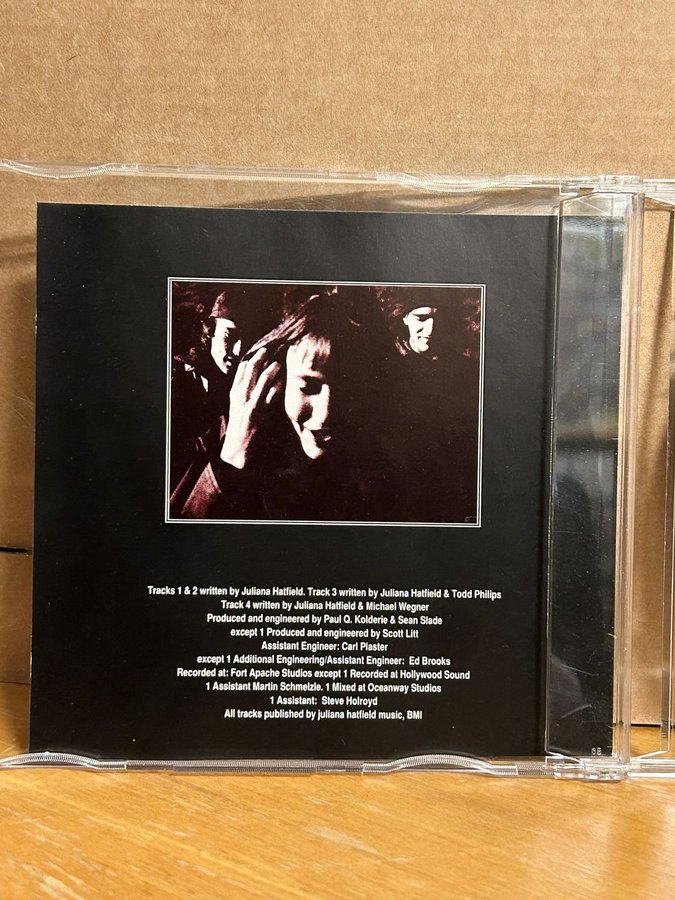 Tracks 1 & 2 written by Juliana Hatfield. Track 3 written by Juliana Hatfield & Todd Philips
Track 4 written by Juliana Hatfield & Michael Wegner
Produced and engineered by Paul Q. Kolderie & Sean Slade
except 1 Produced and engineered by Scott Litt
Assistant Engineer: Carl Plaster
except 1 Additional Engineering/Assistant Engineer: Ed Brooks
Recorded at: Fort Apache Studios except 1 Recorded at Hollywood Sound
1 Assistant Martin Schmelzle. 1 Mixed at Oceanway Studios
1 Assistant: Steve Holroyd
All tracks published by juliana hatfield music, BMI